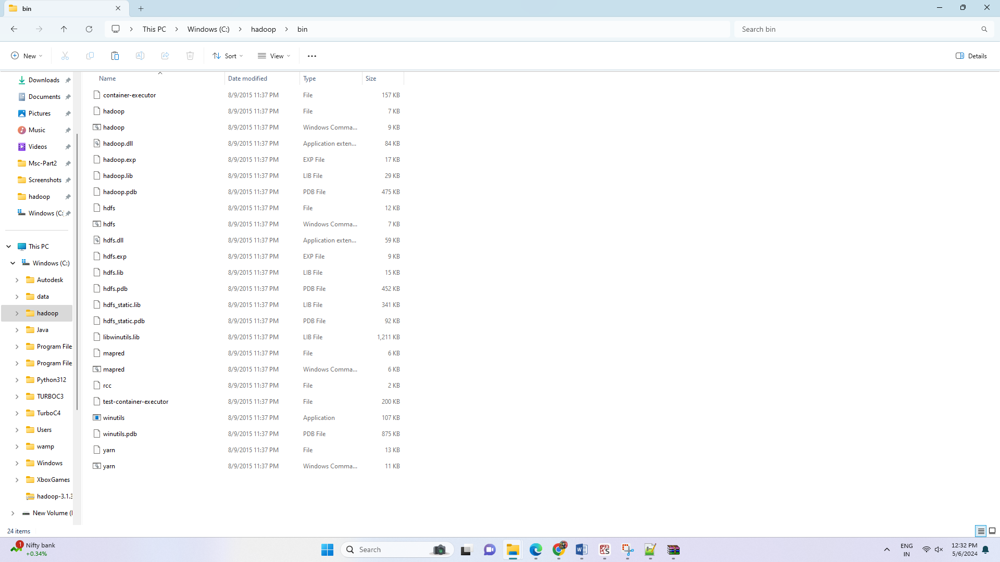 bin
This PC > Windows (C:) > hadoop > bin
Search bin
New Sort View ... Details
Downloads
Documents
Pictures
Music
Videos
Msc-Part2
Screenshots
hadoop
Windows (C:
This PC
Windows (C:)
Autodesk
data
hadoop
Java
Program File
Program File
Python312
TURBOC3
TurboC4
Users
wamp
Windows
XboxGames
hadoop-3.1.3
New Volume (
Name Date modified Type Size
container-executor 8/9/2015 11:37 PM File 157 KB
hadoop 8/9/2015 11:37 PM File 7 KB
hadoop 8/9/2015 11:37 PM Windows Comma... 9 KB
hadoop.dll 8/9/2015 11:37 PM Application exten... 84 KB
hadoop.exp 8/9/2015 11:37 PM EXP File 17 KB
hadoop.lib 8/9/2015 11:37 PM LIB File 29 KB
hadoop.pdb 8/9/2015 11:37 PM PDB File 475 KB
hdfs 8/9/2015 11:37 PM File 12 KB
hdfs 8/9/2015 11:37 PM Windows Comma... 7 KB
hdfs.dll 8/9/2015 11:37 PM Application exten... 59 KB
hdfs.exp 8/9/2015 11:37 PM EXP File 9 KB
hdfs.lib 8/9/2015 11:37 PM LIB File 15 KB
hdfs.pdb 8/9/2015 11:37 PM PDB File 452 KB
hdfs_static.lib 8/9/2015 11:37 PM LIB File 341 KB
hdfs_static.pdb 8/9/2015 11:37 PM PDB File 92 KB
libwinutils.lib 8/9/2015 11:37 PM LIB File 1,211 KB
mapred 8/9/2015 11:37 PM File 6 KB
mapred 8/9/2015 11:37 PM Windows Comma... 6 KB
rcc 8/9/2015 11:37 PM File 2 KB
test-container-executor 8/9/2015 11:37 PM File 200 KB
winutils 8/9/2015 11:37 PM Application 107 KB
winutils.pdb 8/9/2015 11:37 PM PDB File 875 KB
yarn 8/9/2015 11:37 PM File 13 KB
yarn 8/9/2015 11:37 PM Windows Comma... 11 KB
24 items
1 Nifty bank
+0.34%
Search
ENG
IN
12:32 PM
5/6/2024